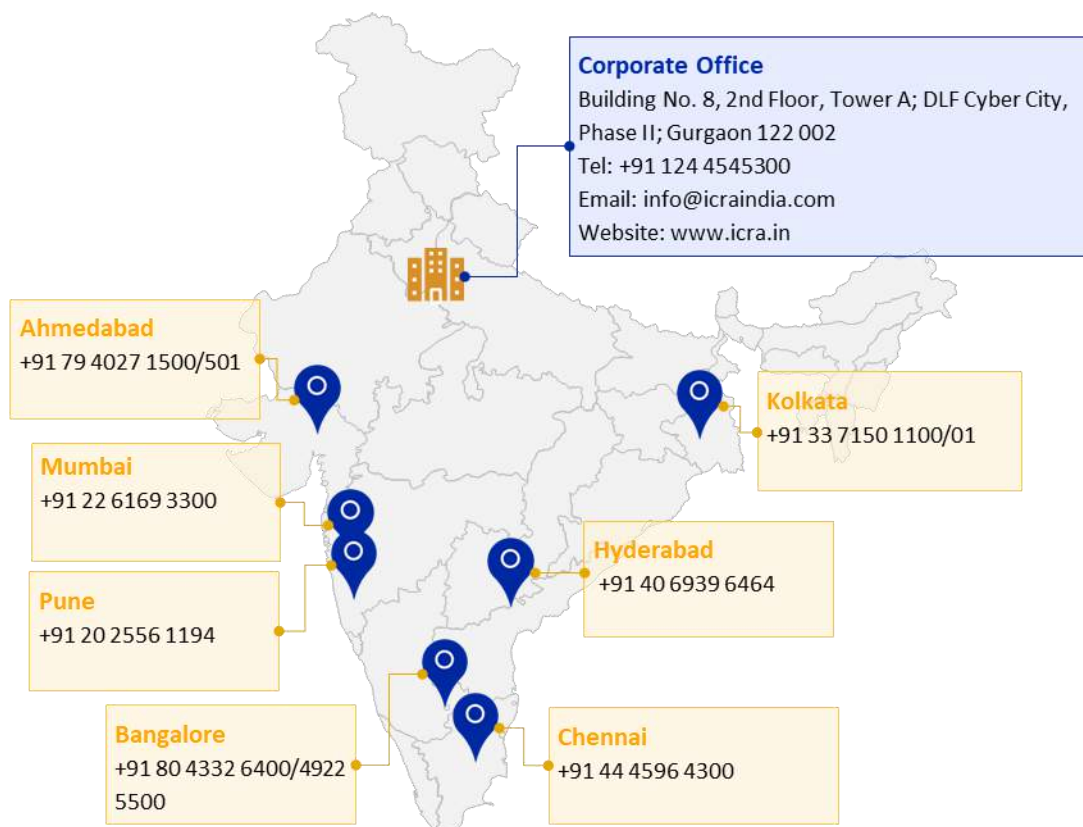 Corporate Office
Building No. 8, 2nd Floor, Tower A; DLF Cyber City,
Phase II; Gurgaon 122 002
Tel: +91 124 4545300
Email: info@icraindia.com
Website: www.icra.in
Ahmedabad
+91 79 4027 1500/501
Kolkata
+91 33 7150 1100/01
Mumbai
+91 22 6169 3300
Hyderabad
+91 40 6939 6464
Pune
+91 20 2556 1194
Bangalore
+91 80 4332 6400/4922
5500
Chennai
+91 44 4596 4300